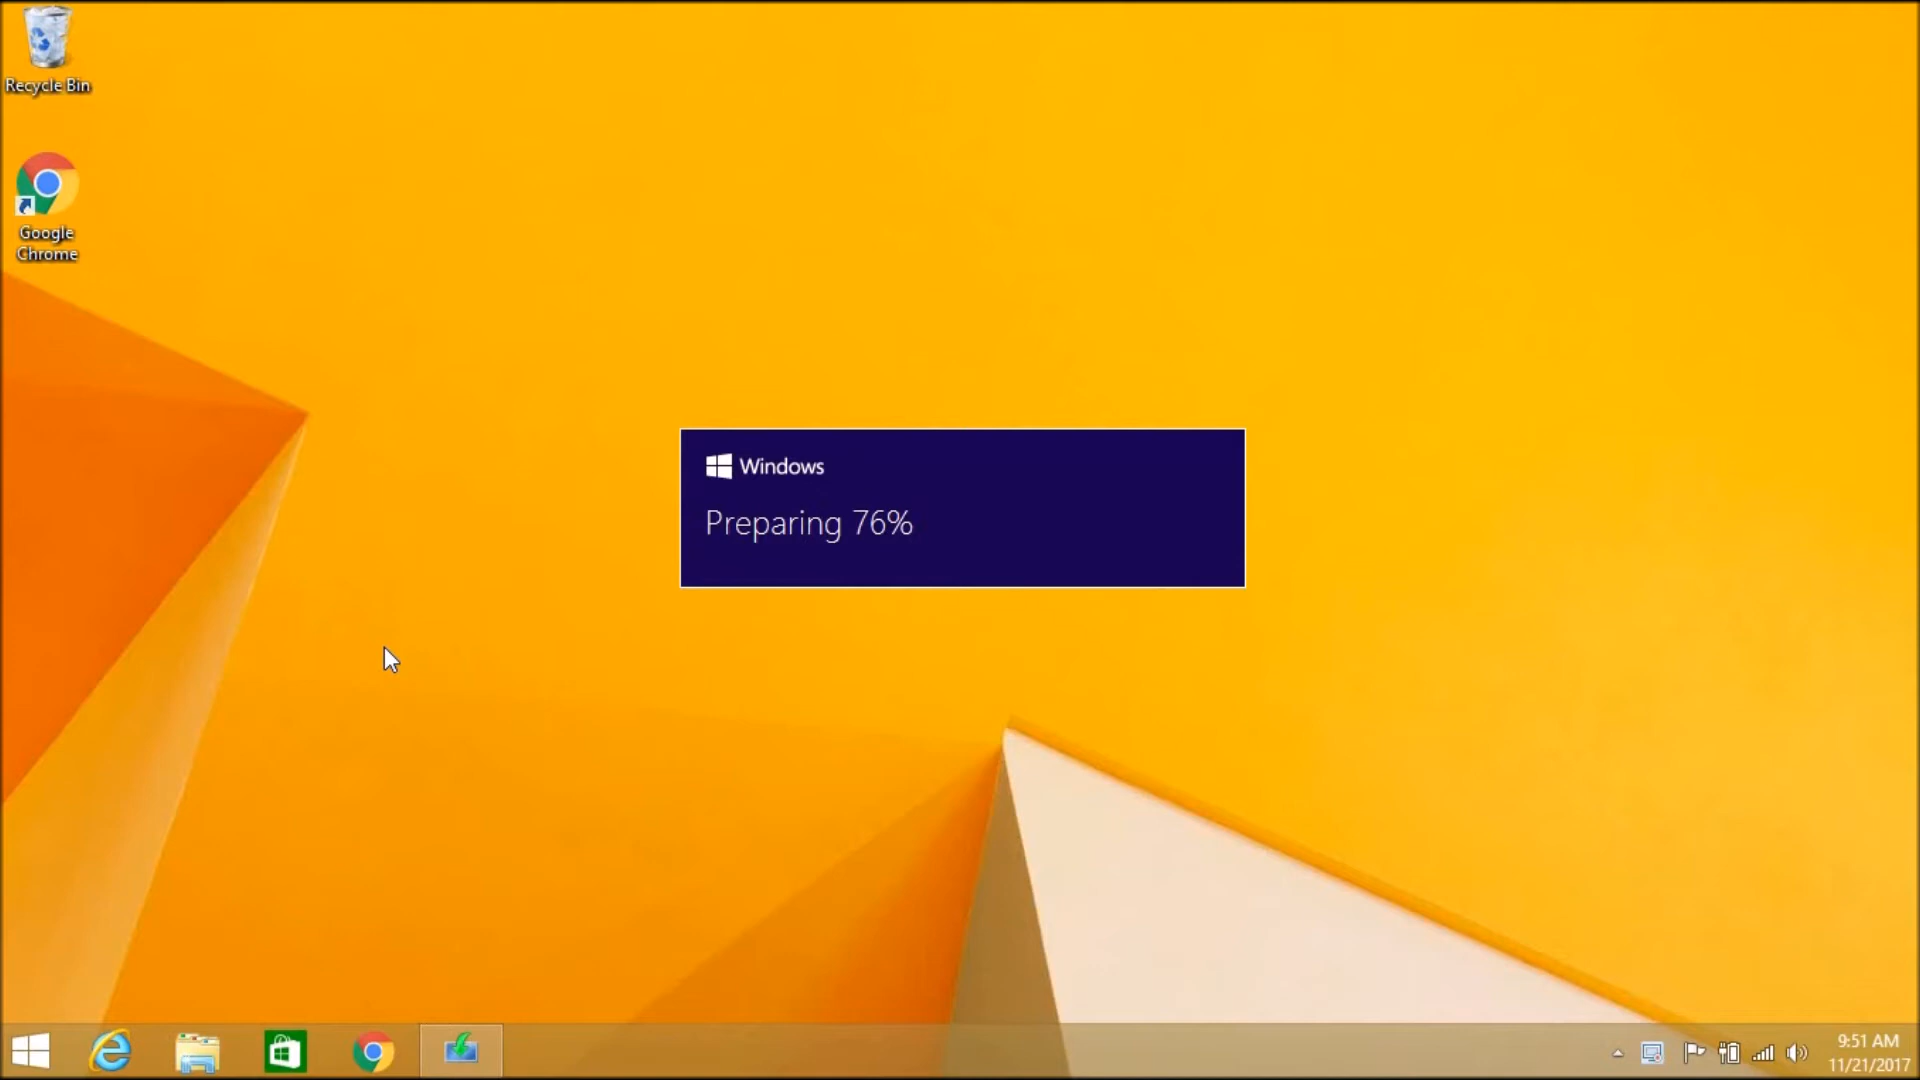 Recycle Bin
Google
Chrome
Windows
Preparing 76%
9:51 AM
11/21/2017